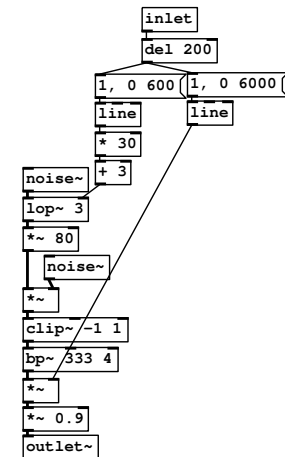 inlet
del 200
1, 0 600
1, 0 6000
line
line
* 30
+ 3
noise~
lop~ 3
*~ 80
noise~
*~
clip~ -1 1
bp~ 333 4
*~
*~ 0.9
outlet~